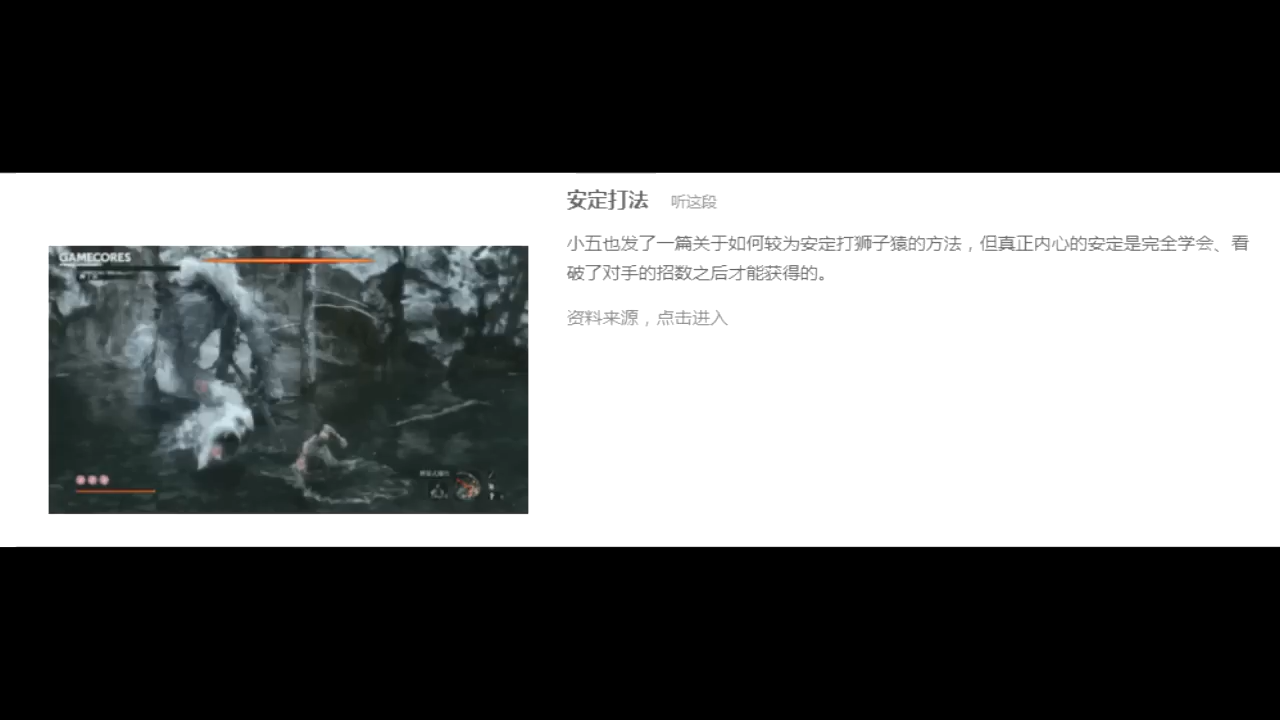 安定打法 听这段
小五也发了一篇关于如何较为安定打狮子猿的方法，但真正内心的安定是完全学会、看
破了对手的招数之后才能获得的。
资料来源，点击进入
GAMECORES